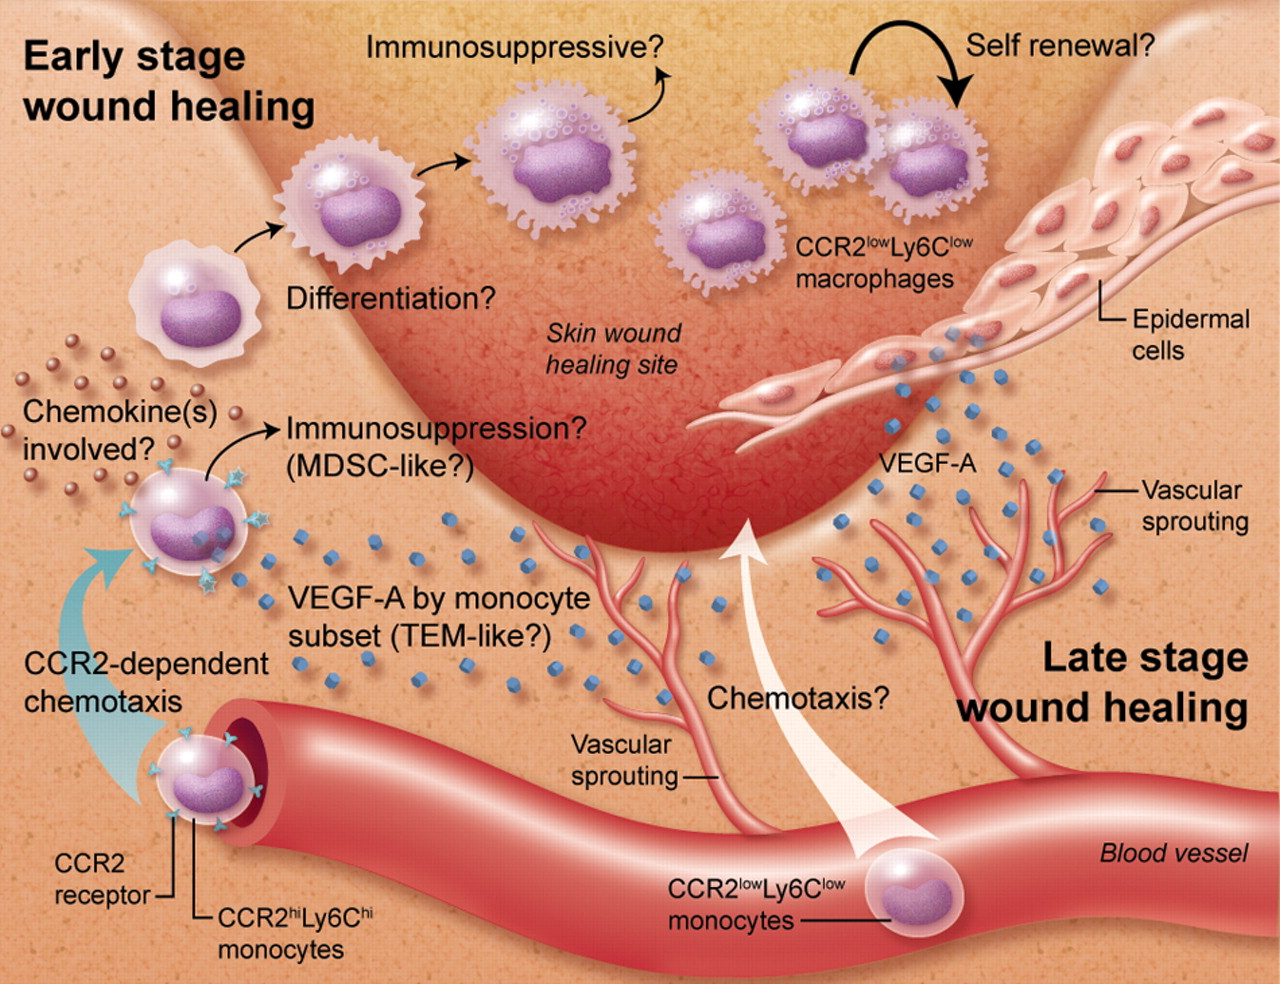 Early stage
wound healing
Immunosuppressive?
Self renewal?
Differentiation?
CCR2lowLy6Clow
macrophages
Skin wound
healing site
Epidermal
cells
Chemokine(s)
involved?
Immunosuppression?
(MDSC-like?)
VEGF-A
Vascular
sprouting
VEGF-A by monocyte
subset (TEM-like?)
CCR2-dependent
chemotaxis
Late stage
wound healing
Chemotaxis?
Vascular
sprouting
Blood vessel
CCR2
receptor
CCR2hiLy6Chi
monocytes
CCR2lowLy6Clow
monocytes